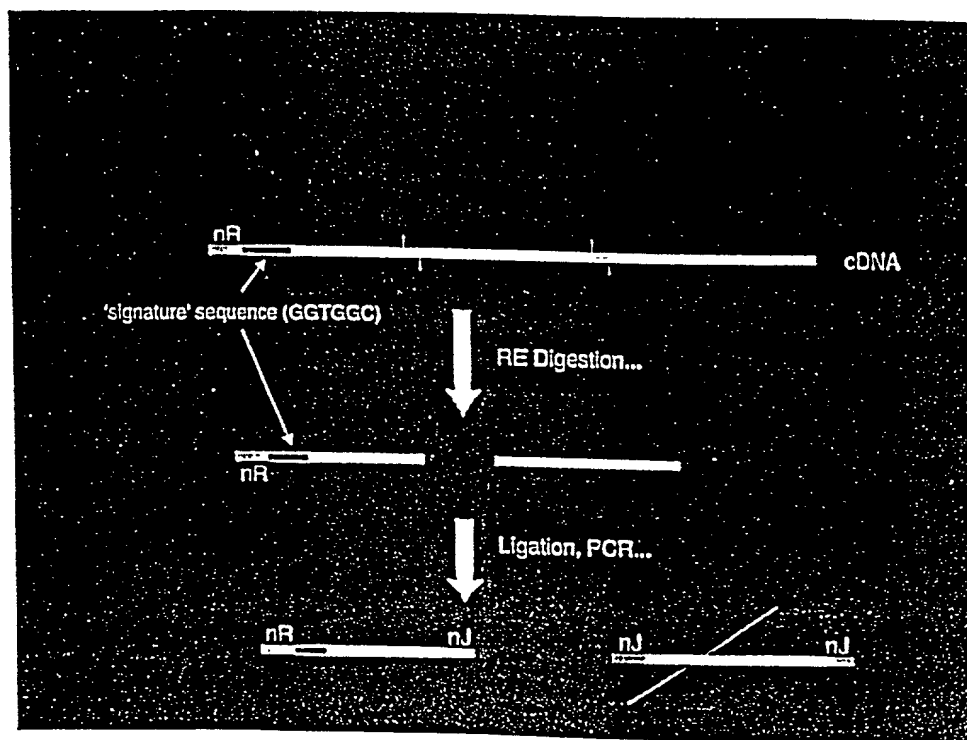 nR
cDNA
'signature' sequence (GGTGGC)
RE Digestion...
nR
Ligation, PCR...
nR nJ
nJ nJ